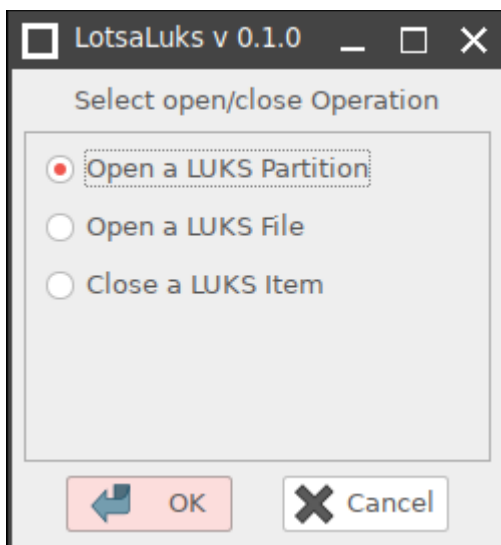 LotsaLuks v 0.1.0
Select open/close Operation
Open a LUKS Partition
Open a LUKS File
Close a LUKS Item
OK Cancel